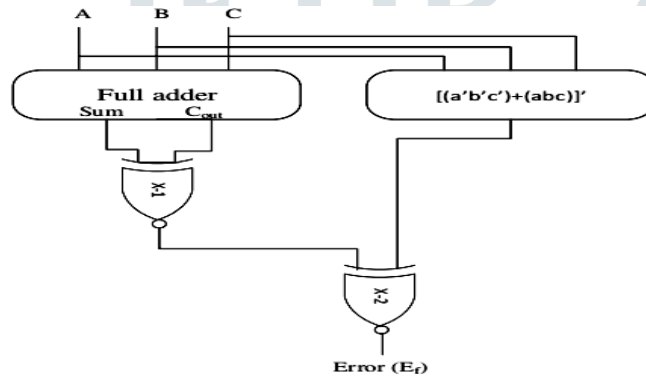 A B C
Full adder
Sum Cout
[(a'b'c')+(abc)]'
X-1
X-2
Error (Ef)